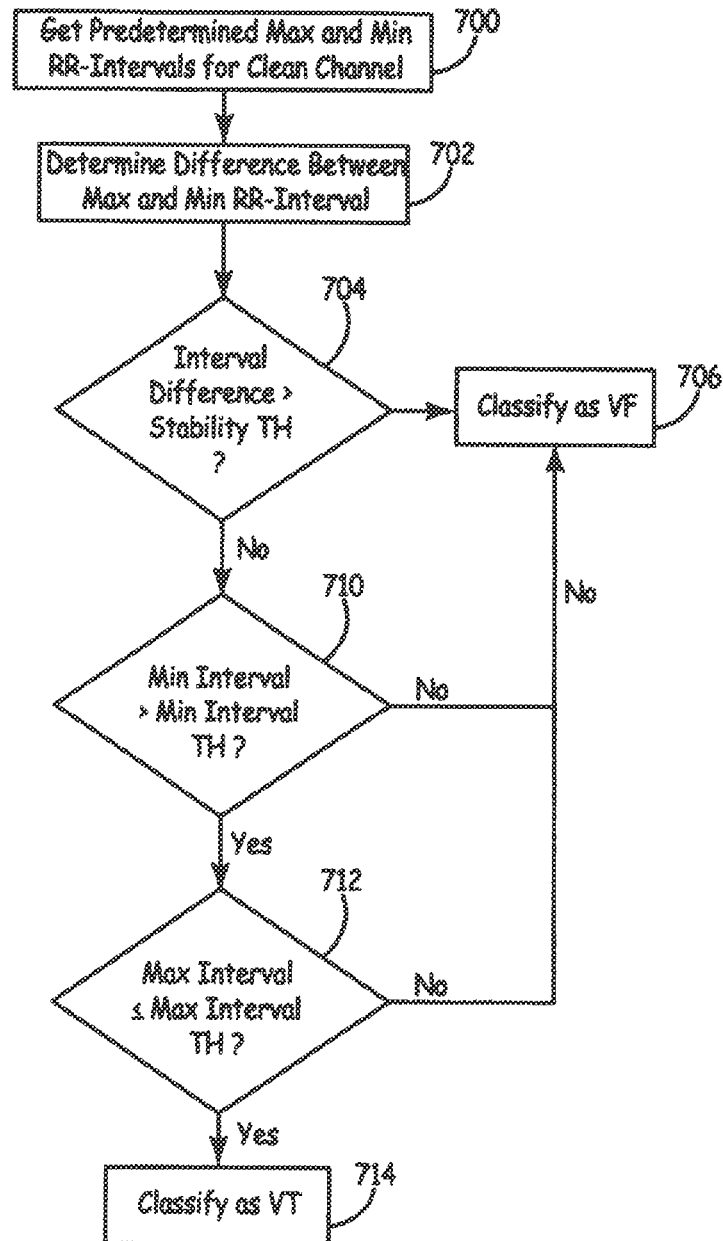 Get Predetermined Max and Min
RR-Intervals for Clean Channel
700
Determine Difference Between
Max and Min RR-Interval
702
704
Interval
Difference >
Stability TH
?
Classify as VF
706
No
710
No
Min Interval
> Min Interval
TH ?
No
Yes
712
Max Interval
≤ Max Interval
TH ?
No
Yes
714
Classify as VT